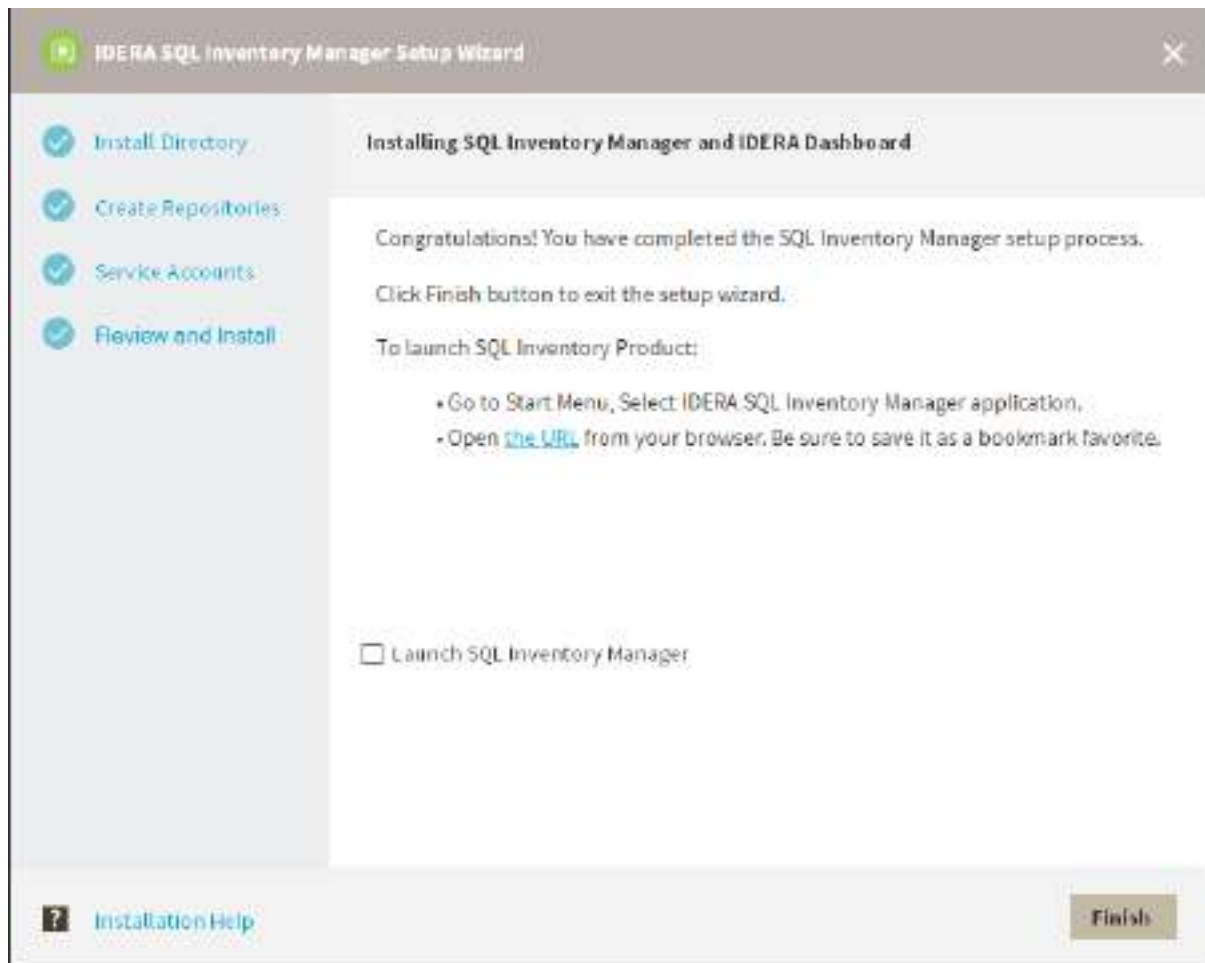 IDERA SQL Inventory Manager Setup Wizard
Install Directory
Create Repositories
Service Accounts
Review and Install
Installing SQL Inventory Manager and IDERA Dashboard
Congratulations! You have completed the SQL Inventory Manager setup process.
Click Finish button to exit the setup wizard.
To launch SQL Inventory Product:
• Go to Start Menu, Select IDERA SQL Inventory Manager application.
• Open the URL from your browser. Be sure to save it as a bookmark favorite.
Launch SQL Inventory Manager
? Installation Help
Finish